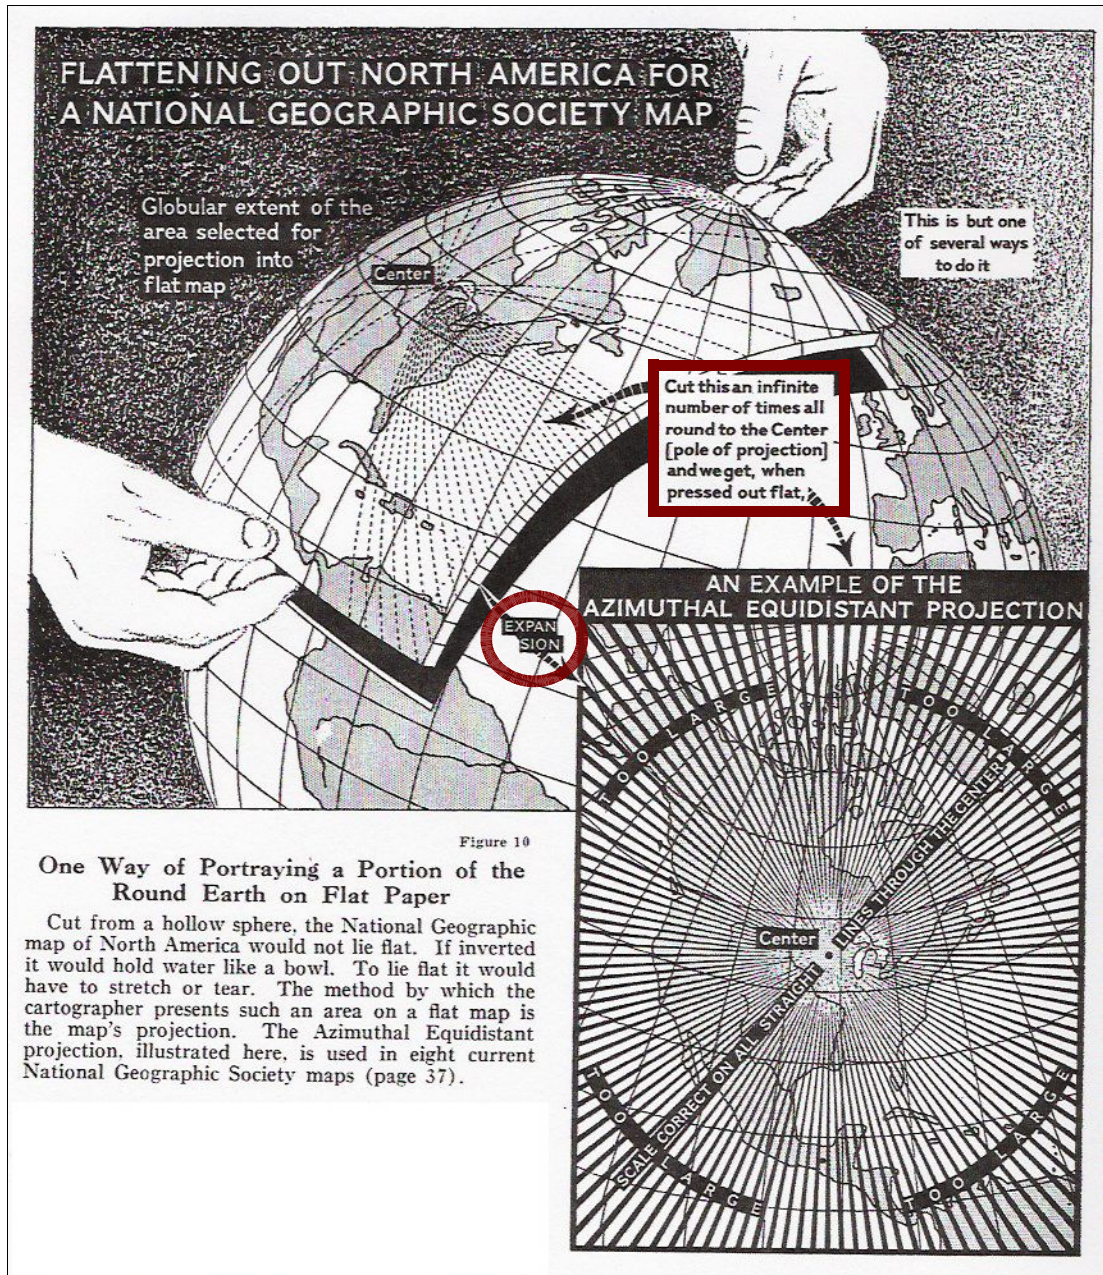 FLATTENING OUT NORTH AMERICA FOR
A NATIONAL GEOGRAPHIC SOCIETY MAP
Globular extent of the
area selected for
projection into
flat map
Center
This is but one
of several ways
to do it
Cut this an infinite
number of times all
round to the Center
[pole of projection]
and we get, when
pressed out flat,
EXPAN
SION
AN EXAMPLE OF THE
AZIMUTHAL EQUIDISTANT PROJECTION
TOO LARGE
TOO LARGE
SCALE CORRECT ON ALL STRAIGHT LINES THROUGH THE CENTER
Center
TOO LARGE
TOO LARGE
Figure 10
One Way of Portraying a Portion of the
Round Earth on Flat Paper
Cut from a hollow sphere, the National Geographic
map of North America would not lie flat. If inverted
it would hold water like a bowl. To lie flat it would
have to stretch or tear. The method by which the
cartographer presents such an area on a flat map is
the map's projection. The Azimuthal Equidistant
projection, illustrated here, is used in eight current
National Geographic Society maps (page 37).